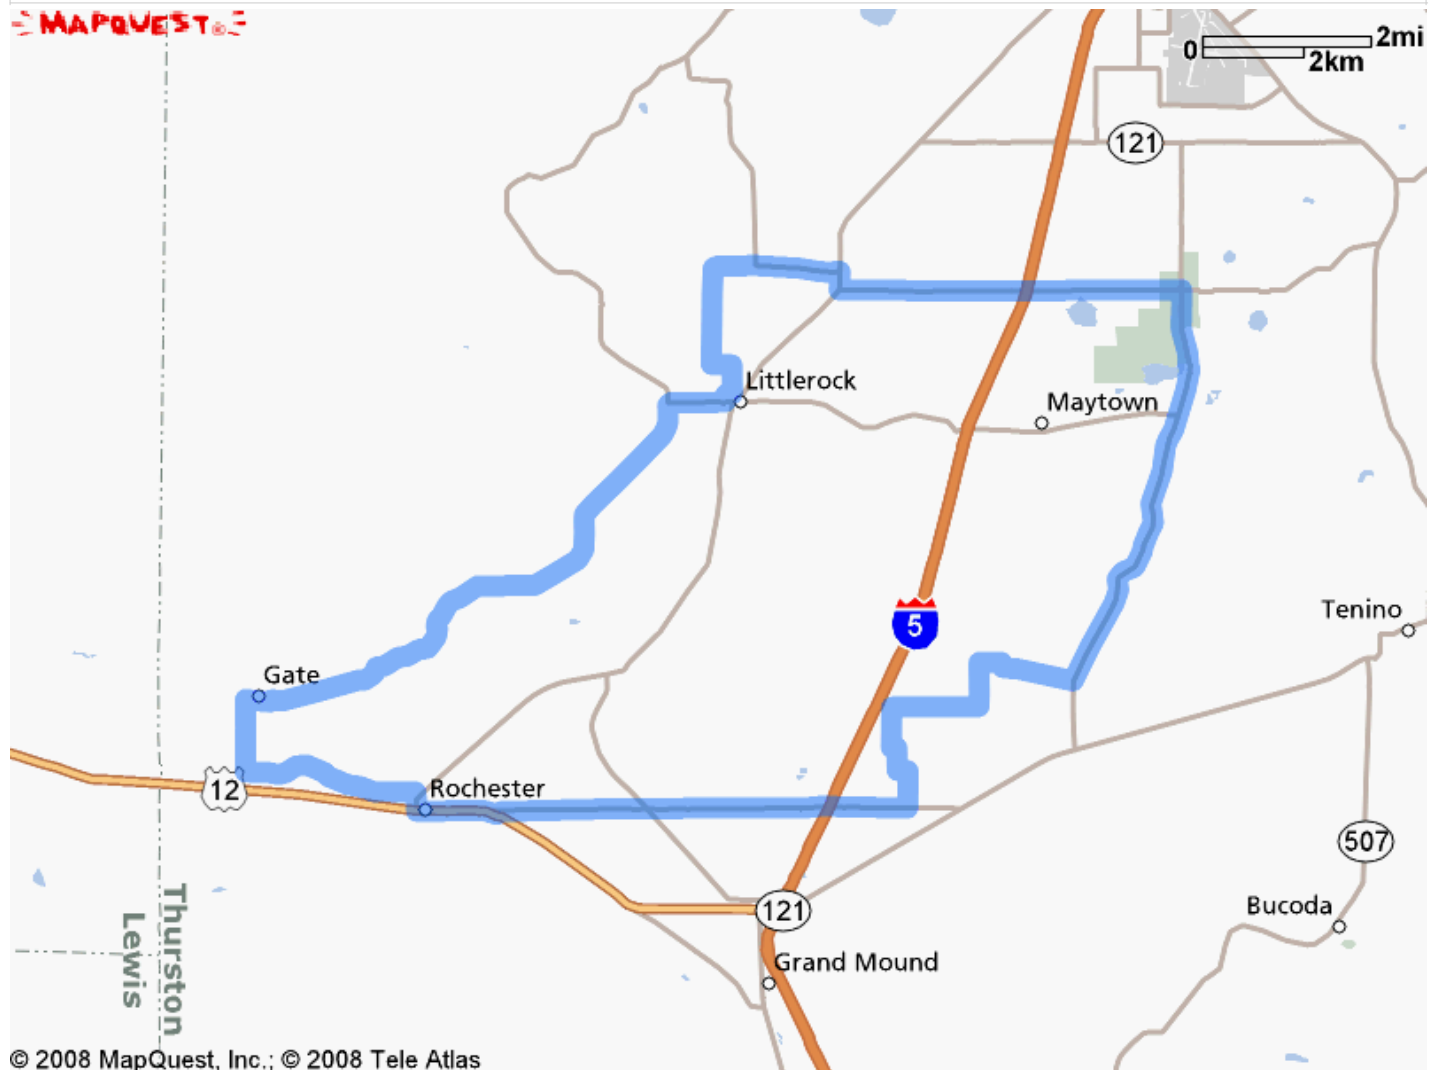 MAPQUEST®
0 2mi
2km
121
Littlerock
Maytown
5
Tenino
Gate
12
Rochester
507
Thurston
Lewis
121
Bucoda
Grand Mound
© 2008 MapQuest, Inc.; © 2008 Tele Atlas